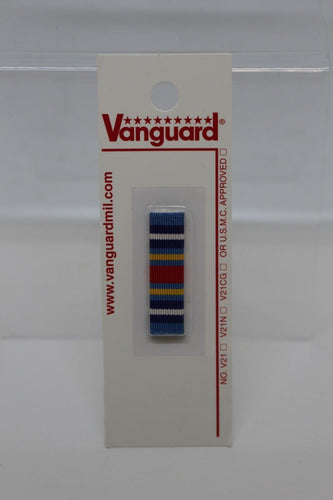 Vanguard®
www.vanguardmil.com
NO. V21 □ V21N □ V21CG □ OR U.S.M.C. APPROVED □